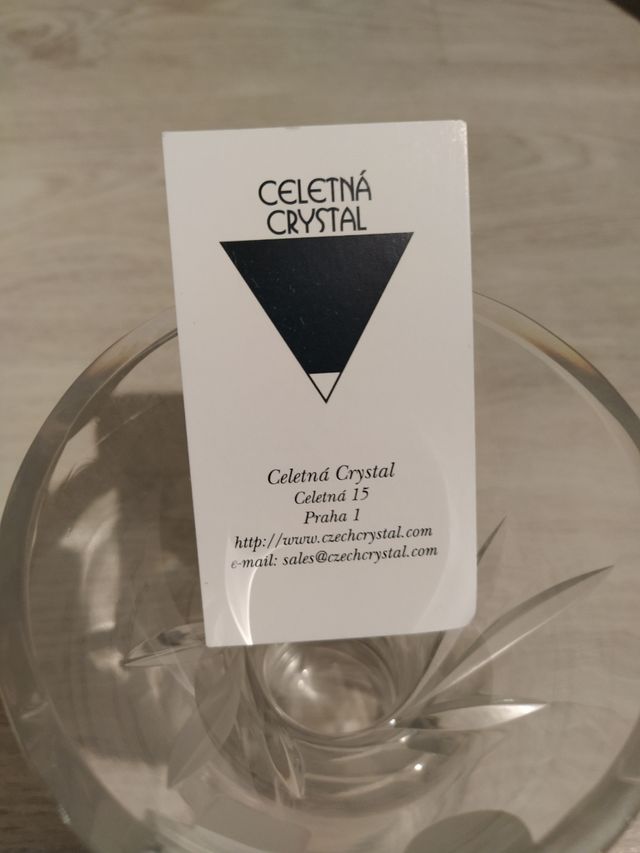 CELETNÁ
CRYSTAL
Celetná Crystal
Celetná 15
Praha 1
http://www.czechcrystal.com
e-mail: sales@czechcrystal.com